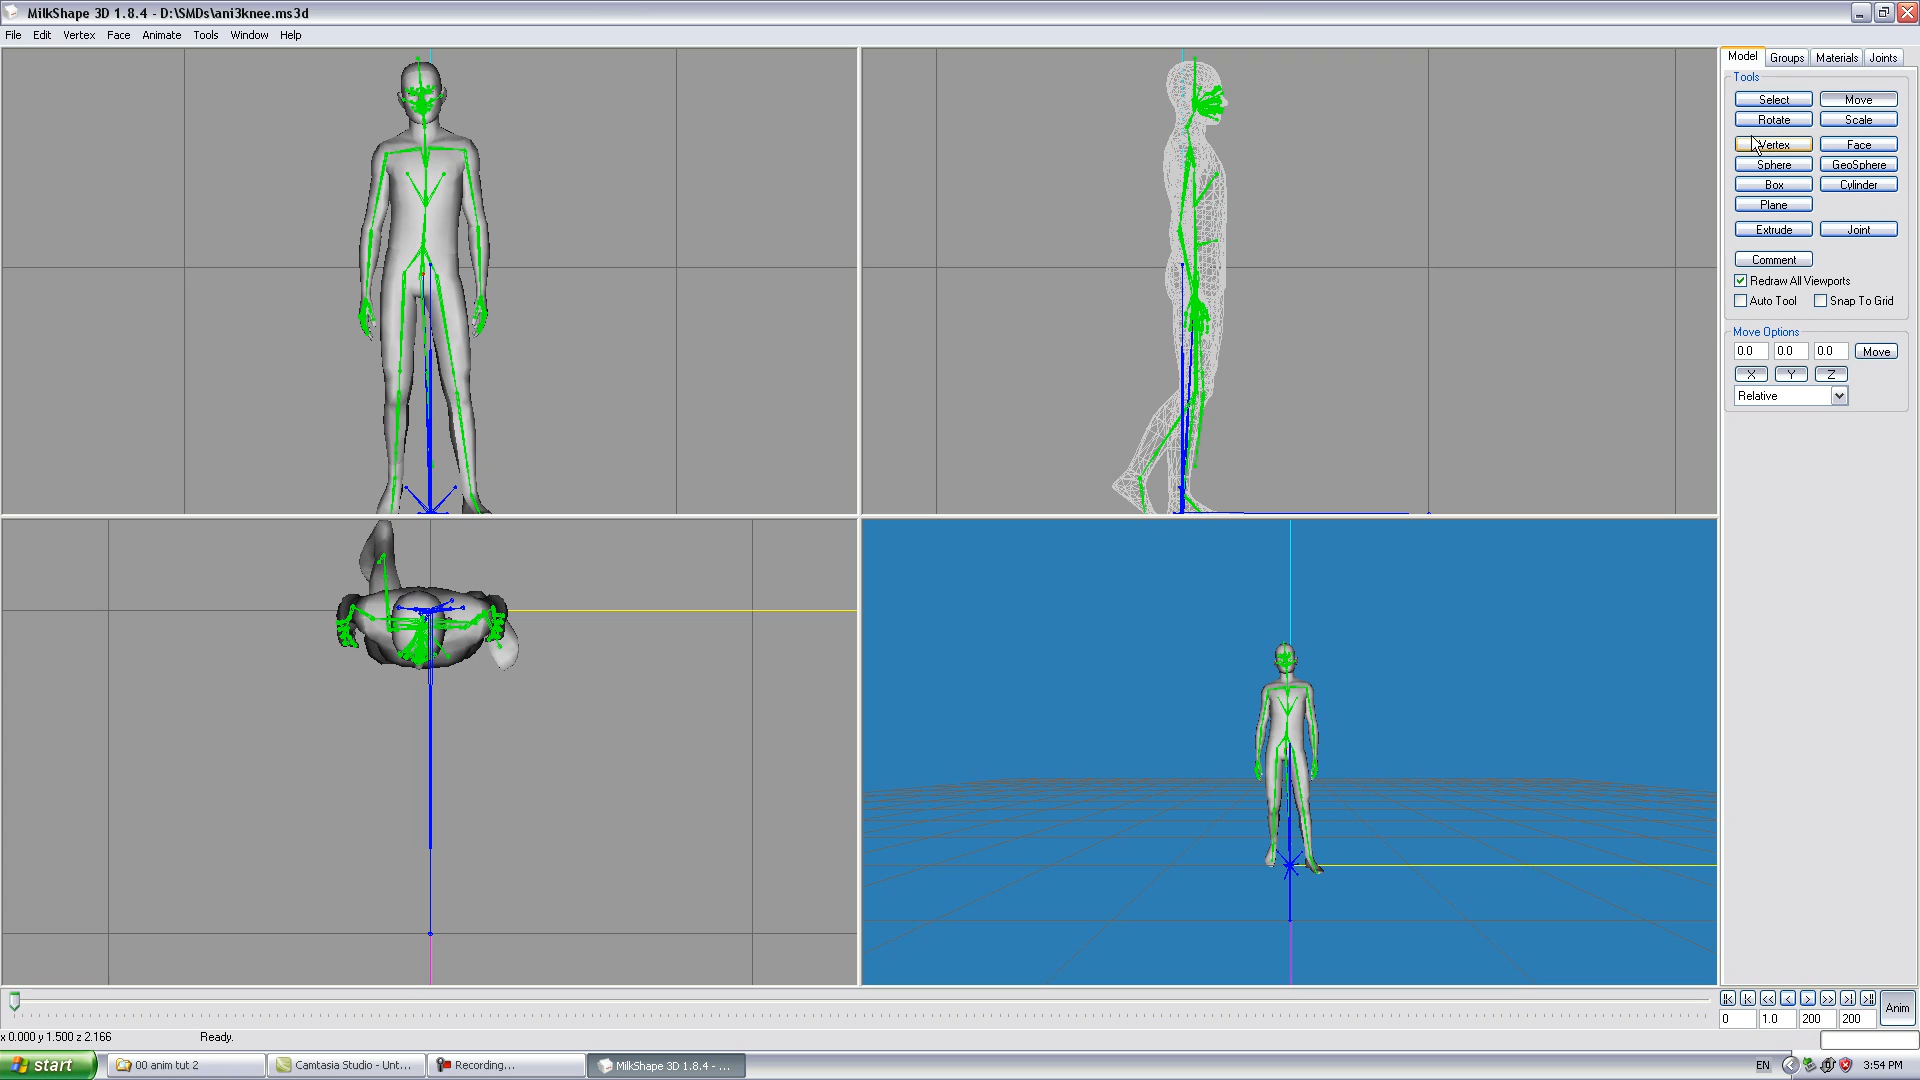 MilkShape 3D 1.8.4 - D:\SMDs\ani3knee.ms3d
File Edit Vertex Face Animate Tools Window Help
Model Groups Materials Joints
Tools
Select Move
Rotate Scale
Vertex Face
Sphere GeoSphere
Box Cylinder
Plane
Extrude Joint
Comment
Redraw All Viewports
Auto Tool Snap To Grid
Move Options
0.0 0.0 0.0 Move
X Y Z
Relative
Anim
0 1.0 200 200
x 0.000 y 1.500 z 2.166 Ready.
start 00 anim tut 2 Camtasia Studio - Unt... Recording... MilkShape 3D 1.8.4 - ... EN 3:54 PM